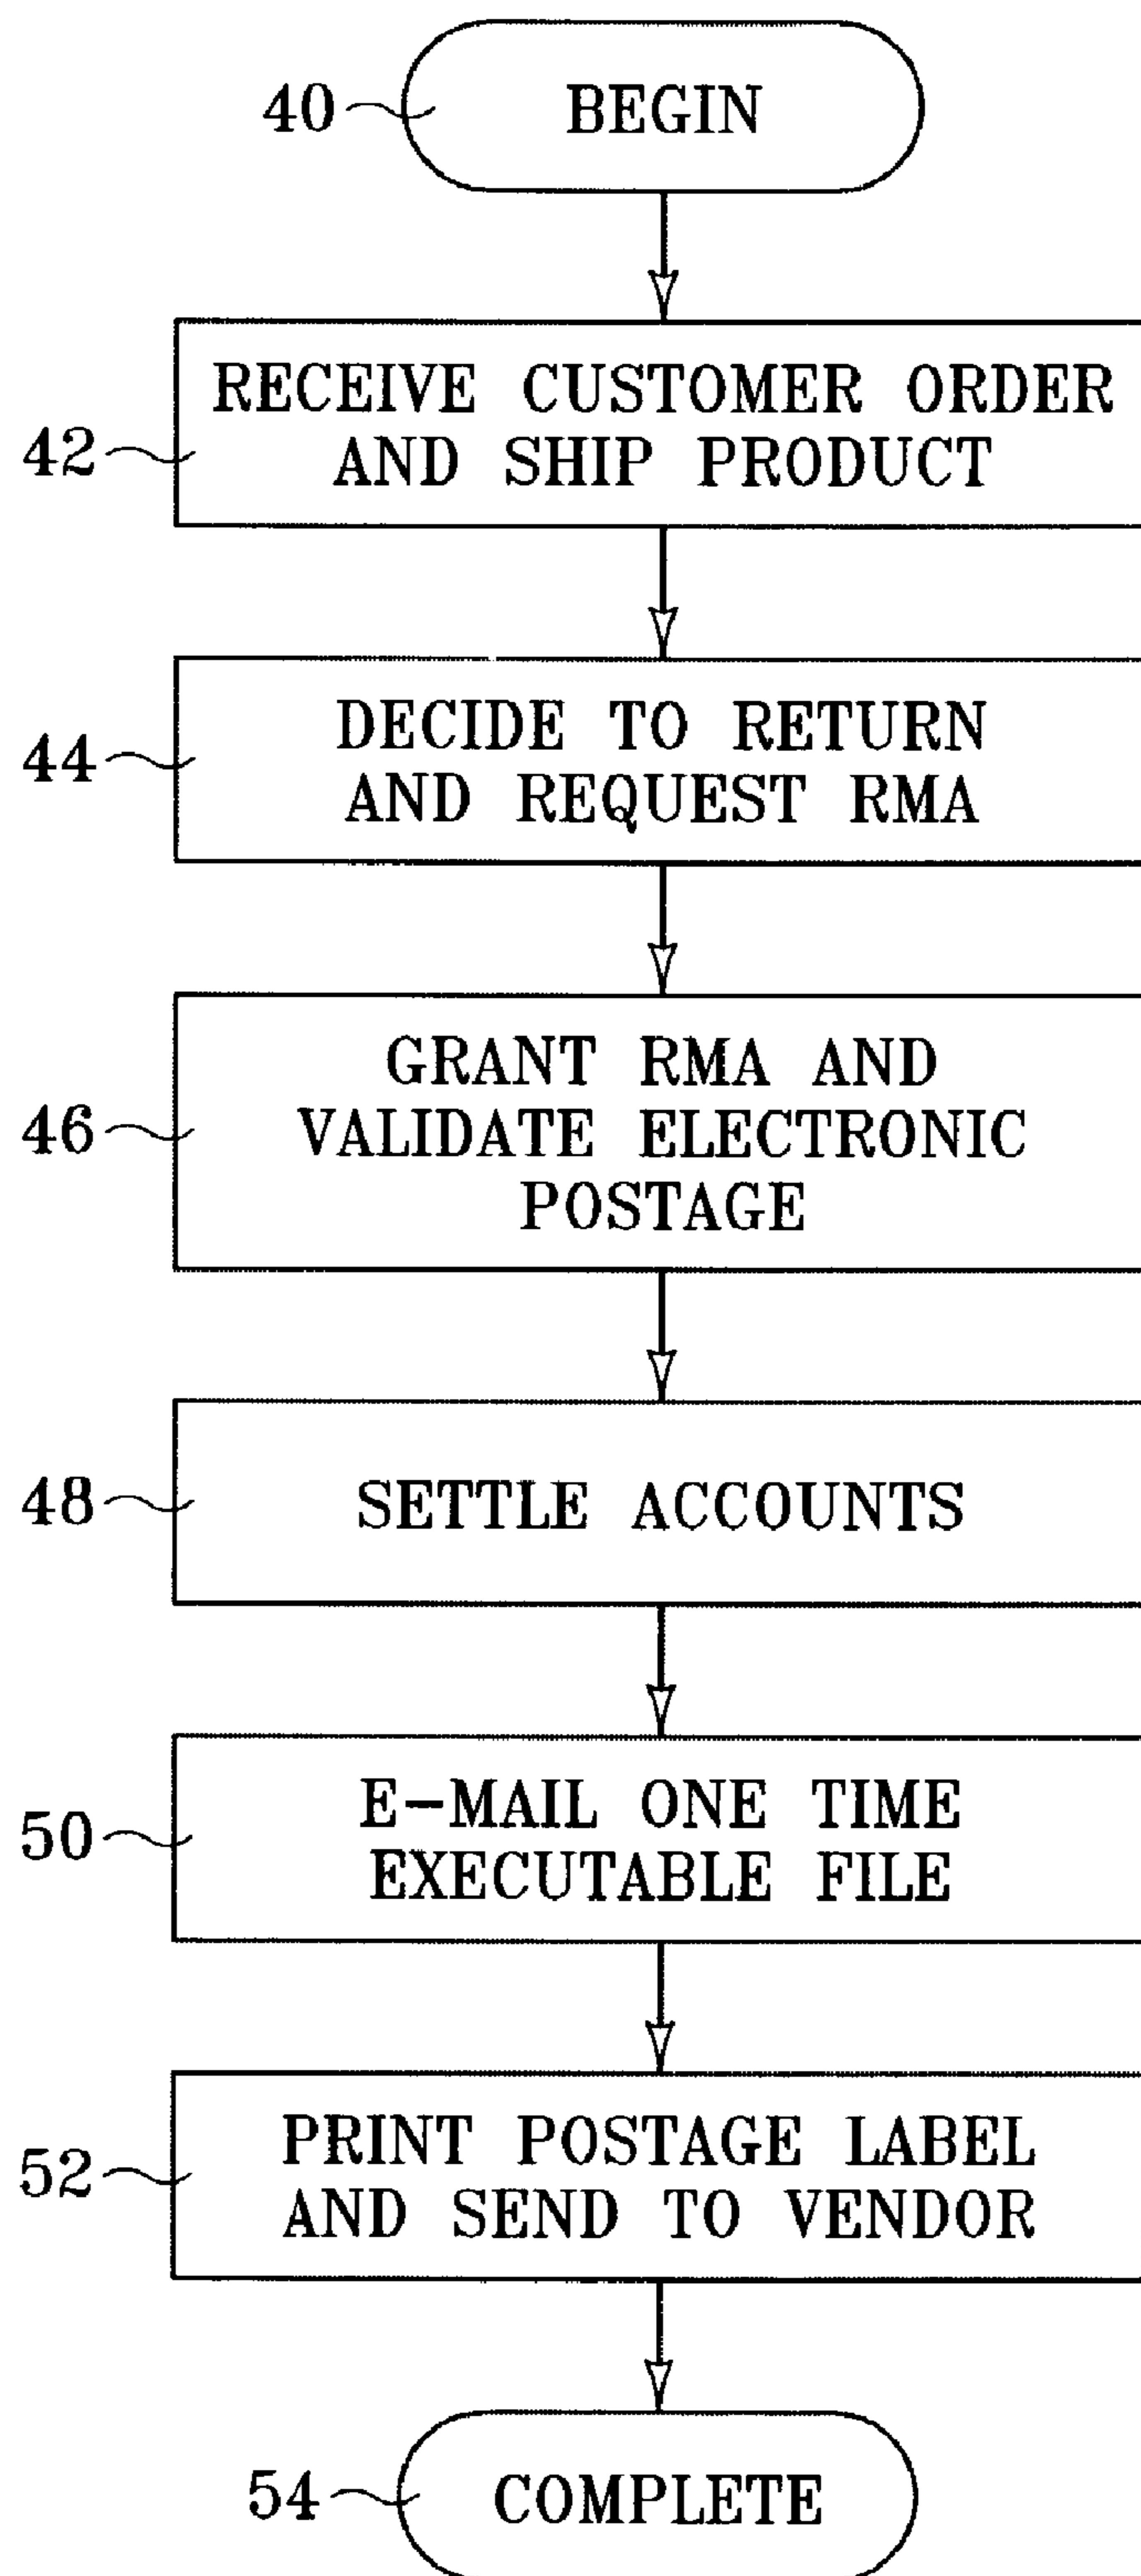 40 BEGIN
RECEIVE CUSTOMER ORDER
42 AND SHIP PRODUCT
DECIDE TO RETURN
44 AND REQUEST RMA
GRANT RMA AND
46 VALIDATE ELECTRONIC
POSTAGE
48 SETTLE ACCOUNTS
E-MAIL ONE TIME
50 EXECUTABLE FILE
PRINT POSTAGE LABEL
52 AND SEND TO VENDOR
54 COMPLETE